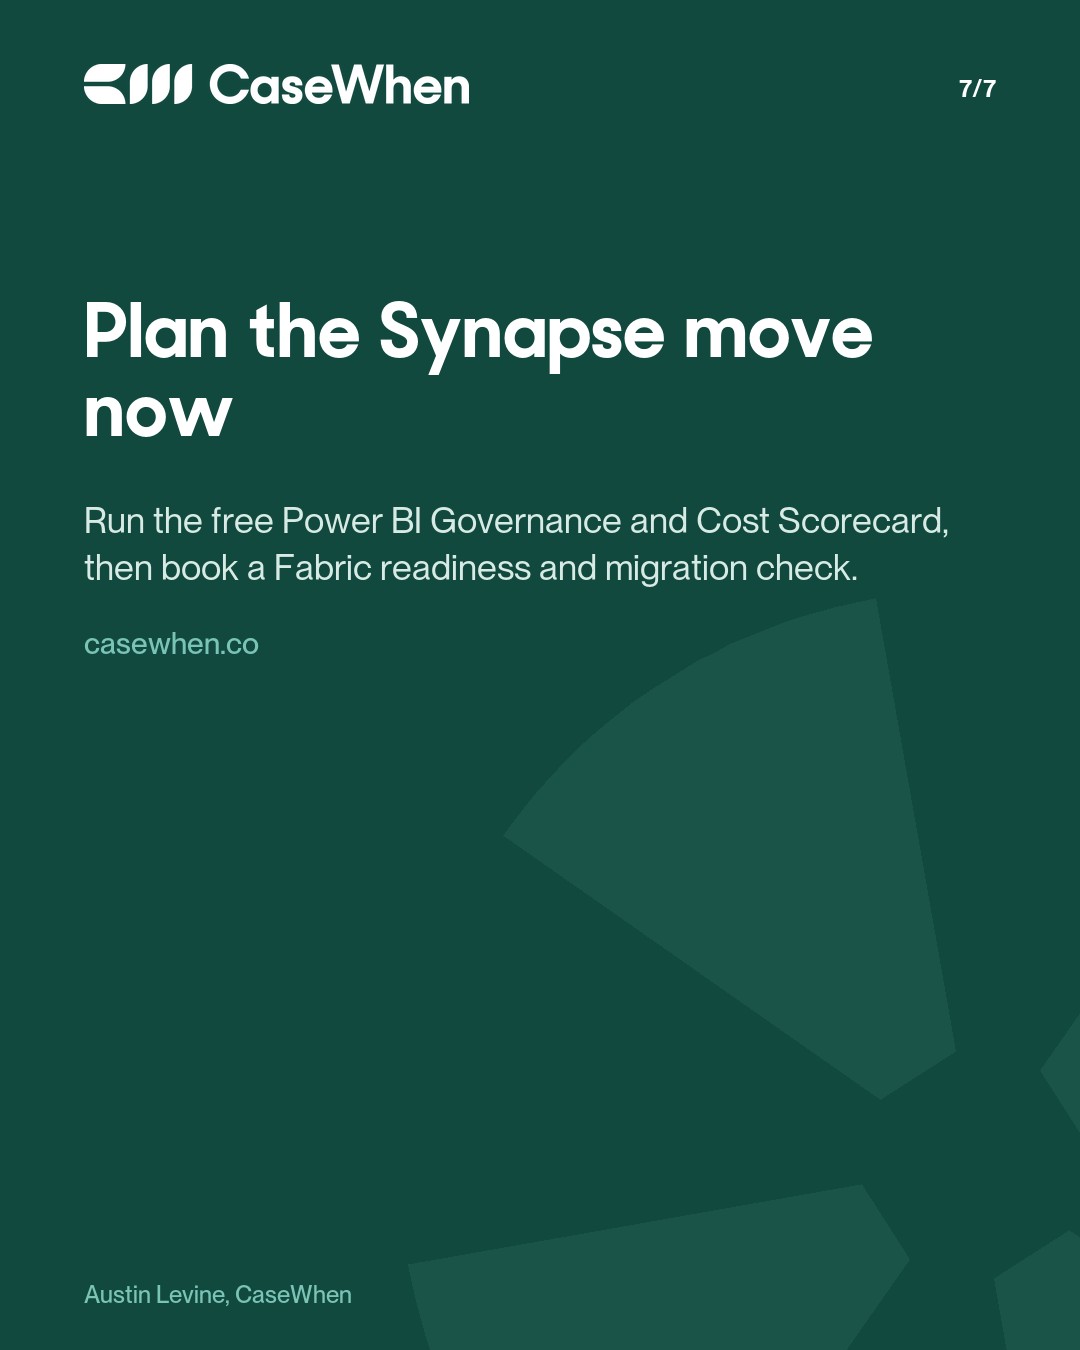 CaseWhen
7/7
Plan the Synapse move
now
Run the free Power BI Governance and Cost Scorecard,
then book a Fabric readiness and migration check.
casewhen.co
Austin Levine, CaseWhen